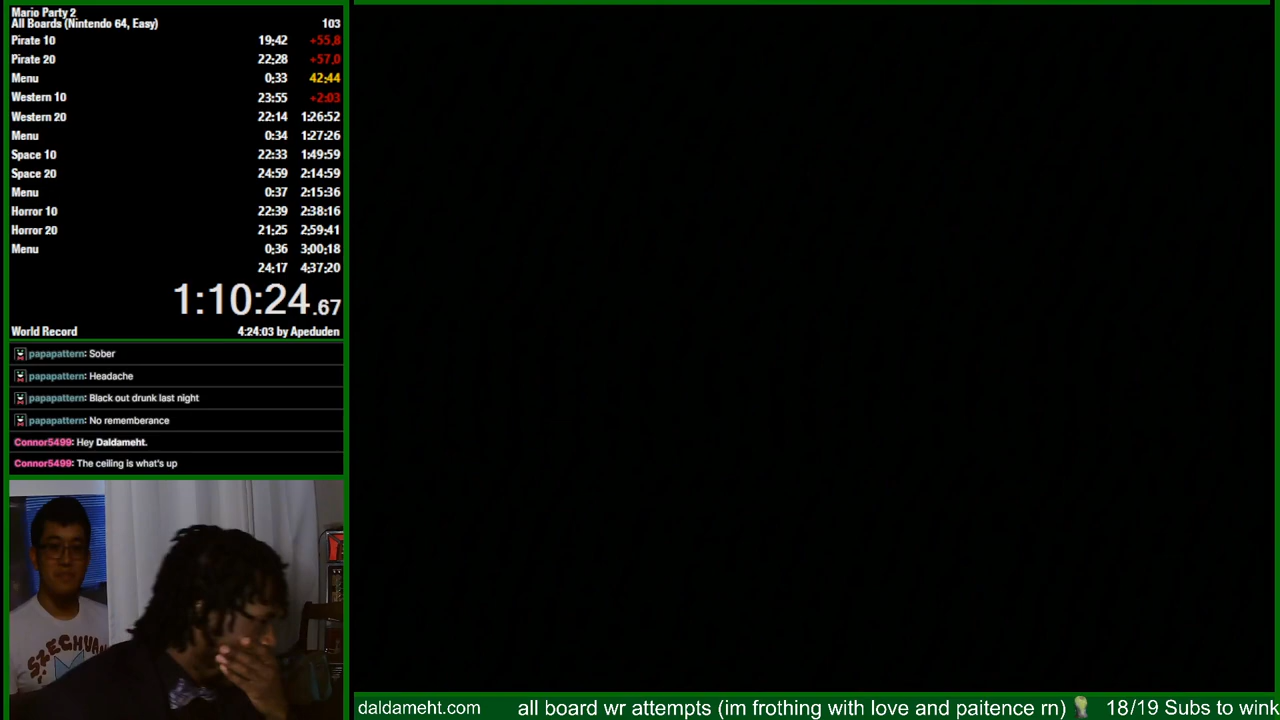 Mario Party 2
All Boards (Nintendo 64, Easy) 103
Pirate 10 19:42 +55.8
Pirate 20 22:28 +57.0
Menu 0:33 42:44
Western 10 23:55 +2:03
Western 20 22:14 1:26:52
Menu 0:34 1:27:26
Space 10 22:33 1:49:59
Space 20 24:59 2:14:59
Menu 0:37 2:15:36
Horror 10 22:39 2:38:16
Horror 20 21:25 2:59:41
Menu 0:36 3:00:18
24:17 4:37:20
1:10:24.67
World Record 4:24:03 by Apeduden
papapattern: Sober
papapattern: Headache
papapattern: Black out drunk last night
papapattern: No rememberance
Connor5499: Hey Daldameht.
Connor5499: The ceiling is what's up
SZECHUAN
daldameht.com all board wr attempts (im frothing with love and paitence rn) 18/19 Subs to wink